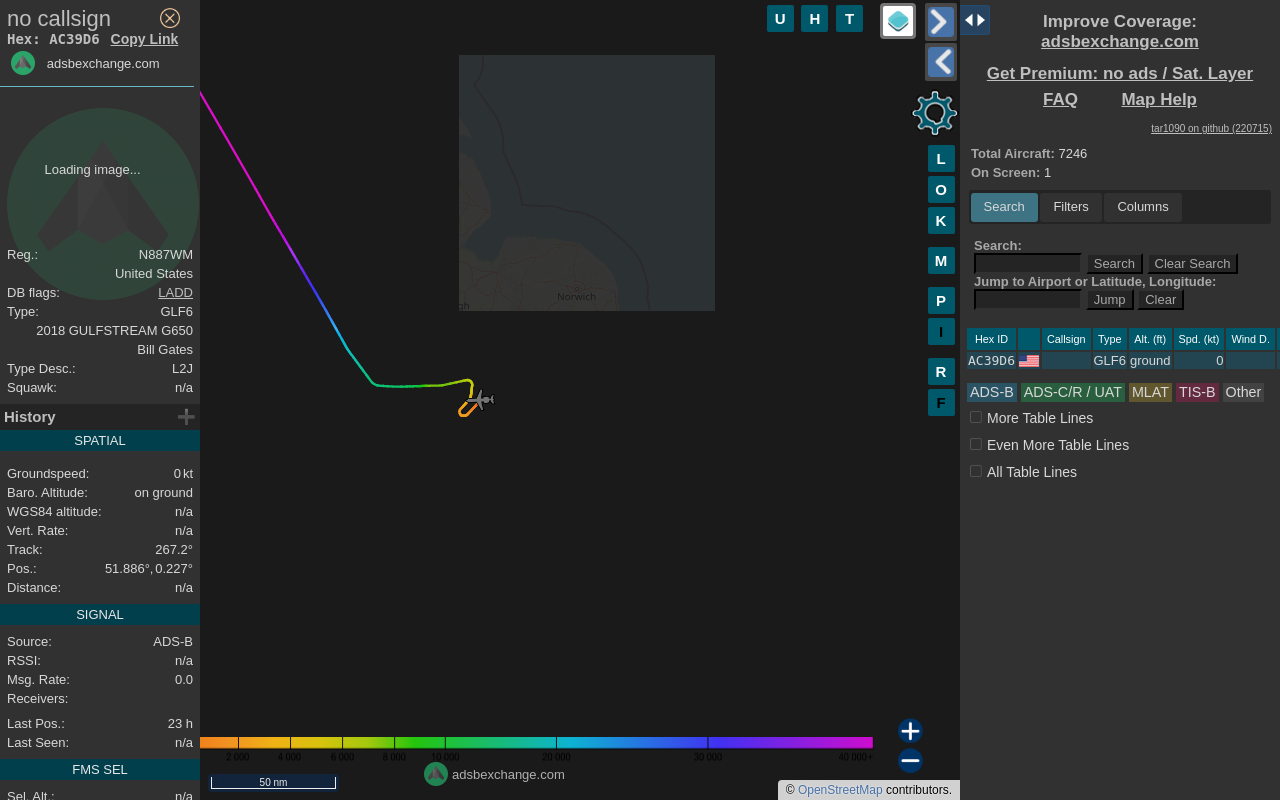 no callsign
Hex: AC39D6 Copy Link
adsbexchange.com
Loading image...
Reg.: N887WM
United States
DB flags: LADD
Type: GLF6
2018 GULFSTREAM G650
Bill Gates
Type Desc.: L2J
Squawk: n/a
History
SPATIAL
Groundspeed: 0 kt
Baro. Altitude: on ground
WGS84 altitude: n/a
Vert. Rate: n/a
Track: 267.2°
Pos.: 51.886°, 0.227°
Distance: n/a
SIGNAL
Source: ADS-B
RSSI: n/a
Msg. Rate: 0.0
Receivers:
Last Pos.: 23 h
Last Seen: n/a
FMS SEL
Sel. Alt.: n/a
U H T
L
O
K
M
P
I
R
F
Norwich
2 000 4 000 6 000 8 000 10 000 20 000 30 000 40 000+
adsbexchange.com
50 nm
© OpenStreetMap contributors.
Improve Coverage:
adsbexchange.com
Get Premium: no ads / Sat. Layer
FAQ Map Help
tar1090 on github (220715)
Total Aircraft: 7246
On Screen: 1
Search Filters Columns
Search:
Search Clear Search
Jump to Airport or Latitude, Longitude:
Jump Clear
Hex ID Callsign Type Alt. (ft) Spd. (kt) Wind D.
AC39D6 GLF6 ground 0
ADS-B ADS-C/R / UAT MLAT TIS-B Other
More Table Lines
Even More Table Lines
All Table Lines